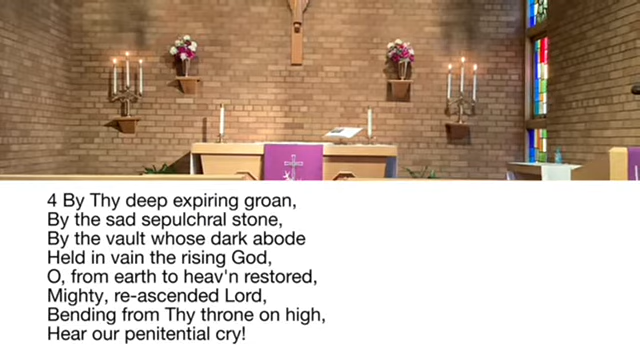 4 By Thy deep expiring groan,
By the sad sepulchral stone,
By the vault whose dark abode
Held in vain the rising God,
O, from earth to heav'n restored,
Mighty, re-ascended Lord,
Bending from Thy throne on high,
Hear our penitential cry!